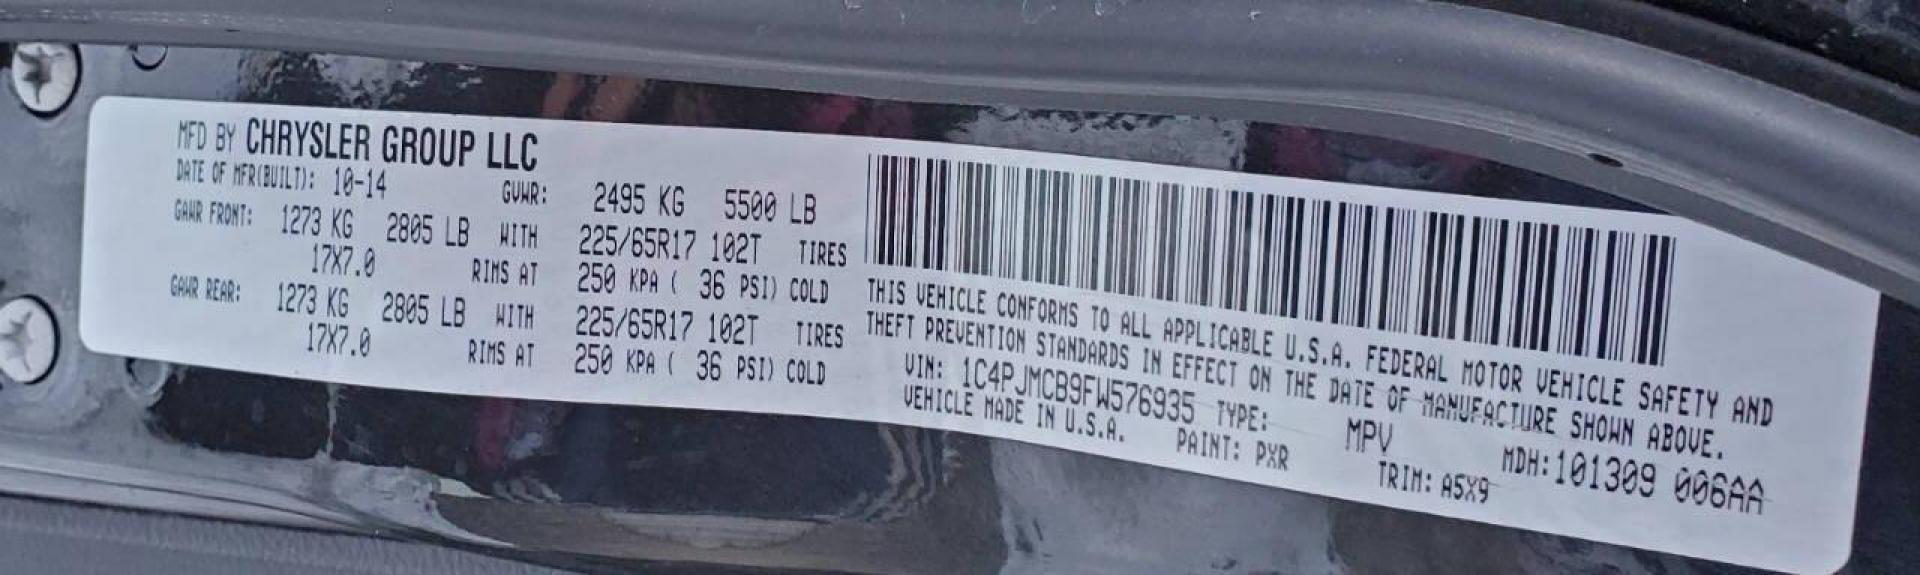 MFD BY CHRYSLER GROUP LLC
DATE OF MFR(BUILT): 10-14 GVWR: 2495 KG 5500 LB
GAWR FRONT: 1273 KG 2805 LB WITH 225/65R17 102T TIRES
17X7.0 RIMS AT 250 KPA ( 36 PSI) COLD
GAWR REAR: 1273 KG 2805 LB WITH 225/65R17 102T TIRES
17X7.0 RIMS AT 250 KPA ( 36 PSI) COLD
THIS VEHICLE CONFORMS TO ALL APPLICABLE U.S.A. FEDERAL MOTOR VEHICLE SAFETY AND
THEFT PREVENTION STANDARDS IN EFFECT ON THE DATE OF MANUFACTURE SHOWN ABOVE.
VIN: 1C4PJMCB9FW576935 TYPE: MPV MDH:101309 006AA
VEHICLE MADE IN U.S.A. PAINT: PXR TRIM: A5X9